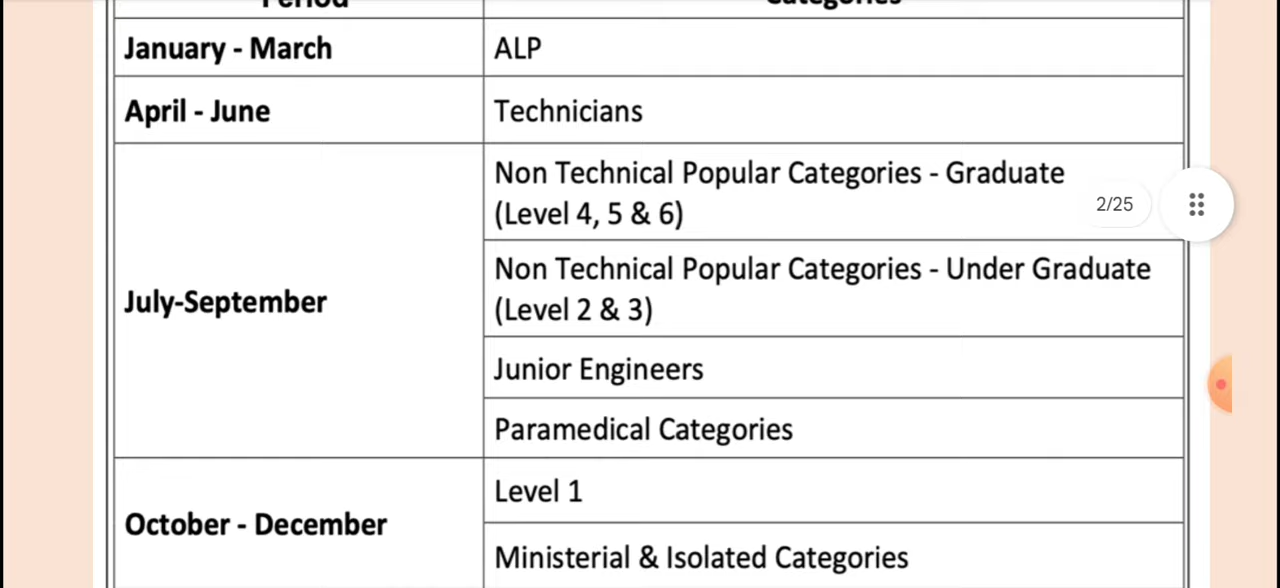 Period
Categories
January - March
ALP
April - June
Technicians
Non Technical Popular Categories - Graduate
(Level 4, 5 & 6)
2/25
Non Technical Popular Categories - Under Graduate
(Level 2 & 3)
July-September
Junior Engineers
Paramedical Categories
Level 1
October - December
Ministerial & Isolated Categories